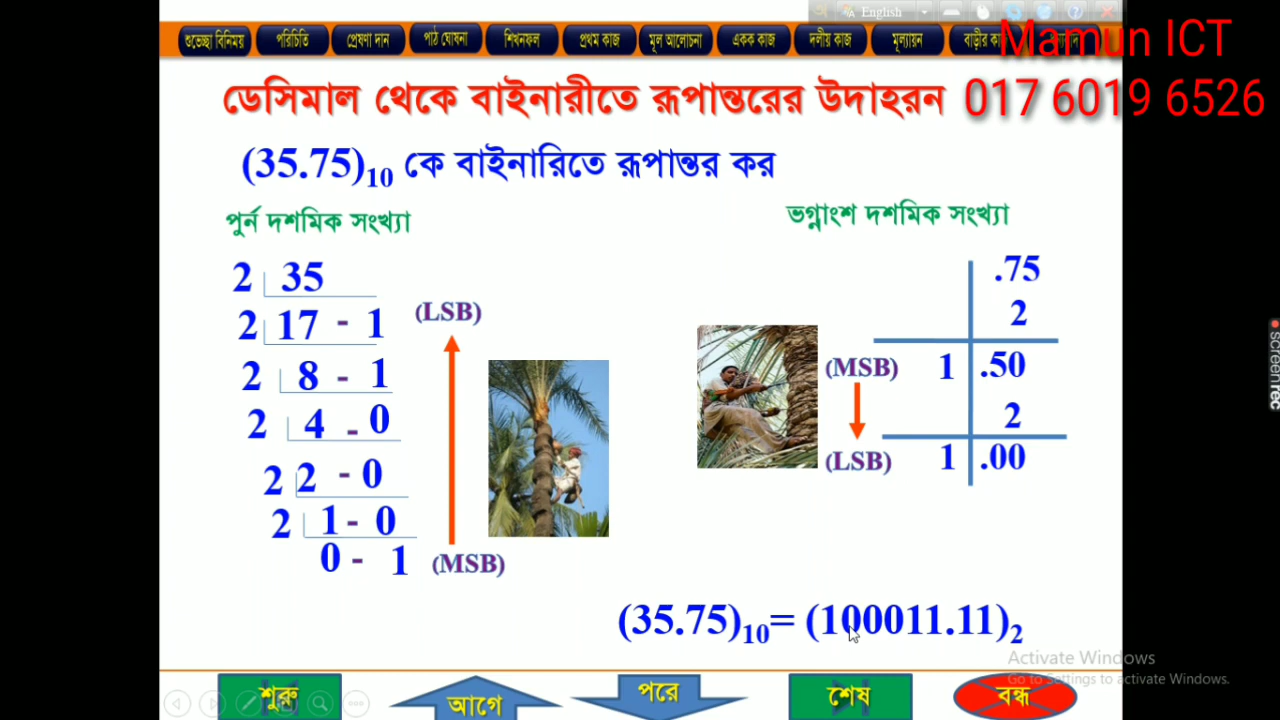 English
শুভেচ্ছা বিনিময় পরিচিতি প্রেষণা দান পাঠ ঘোষনা শিখনফল প্রথম কাজ মূল আলোচনা একক কাজ দলীয় কাজ মূল্যায়ন বাড়ীর
Mamun ICT
017 6019 6526
ডেসিমাল থেকে বাইনারীতে রূপান্তরের উদাহরন
(35.75)10 কে বাইনারিতে রূপান্তর কর
পুর্ন দশমিক সংখ্যা
2 35
2 17 - 1 (LSB)
2 8 - 1
2 4 - 0
2 2 - 0
2 1 - 0
0 - 1 (MSB)
ভগ্নাংশ দশমিক সংখ্যা
.75
2
(MSB) 1 .50
2
(LSB) 1 .00
(35.75)10= (100011.11)2
Activate Windows
Go to Settings to activate Windows.
শুরু আগে পরে শেষ বন্ধ
screenrec